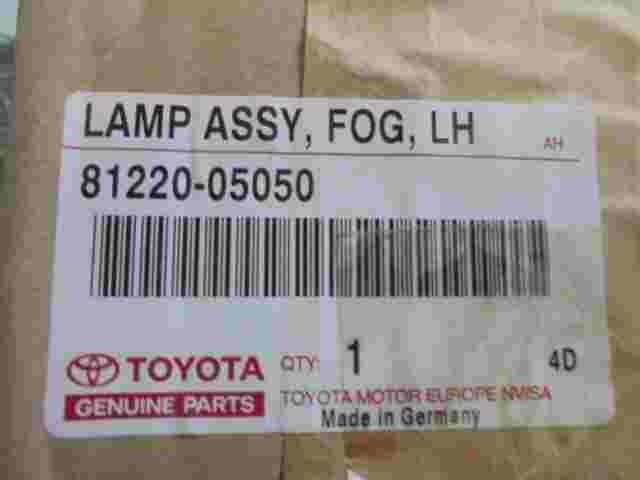 LAMP ASSY, FOG, LH
AH
81220-05050
TOYOTA QTY: 1 4D
GENUINE PARTS TOYOTA MOTOR EUROPE NV/SA
Made in Germany